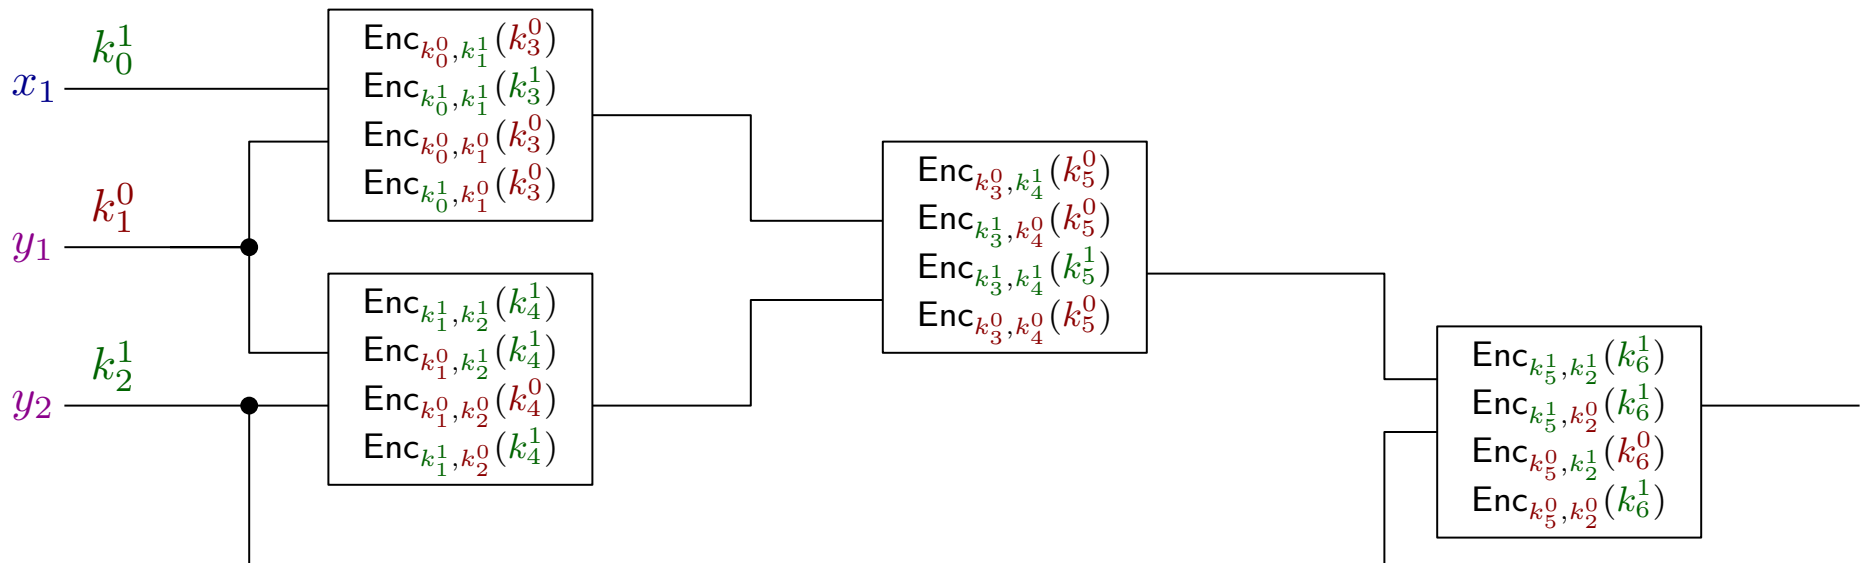 x_1
k_0^1
y_1
k_1^0
y_2
k_2^1
Enc_{k_0^0,k_1^1}(k_3^0)
Enc_{k_0^1,k_1^1}(k_3^1)
Enc_{k_0^0,k_1^0}(k_3^0)
Enc_{k_0^1,k_1^0}(k_3^0)
Enc_{k_1^1,k_2^1}(k_4^1)
Enc_{k_1^0,k_2^1}(k_4^1)
Enc_{k_1^0,k_2^0}(k_4^0)
Enc_{k_1^1,k_2^0}(k_4^1)
Enc_{k_3^0,k_4^1}(k_5^0)
Enc_{k_3^1,k_4^0}(k_5^0)
Enc_{k_3^1,k_4^1}(k_5^1)
Enc_{k_3^0,k_4^0}(k_5^0)
Enc_{k_5^1,k_2^1}(k_6^1)
Enc_{k_5^1,k_2^0}(k_6^1)
Enc_{k_5^0,k_2^1}(k_6^0)
Enc_{k_5^0,k_2^0}(k_6^1)